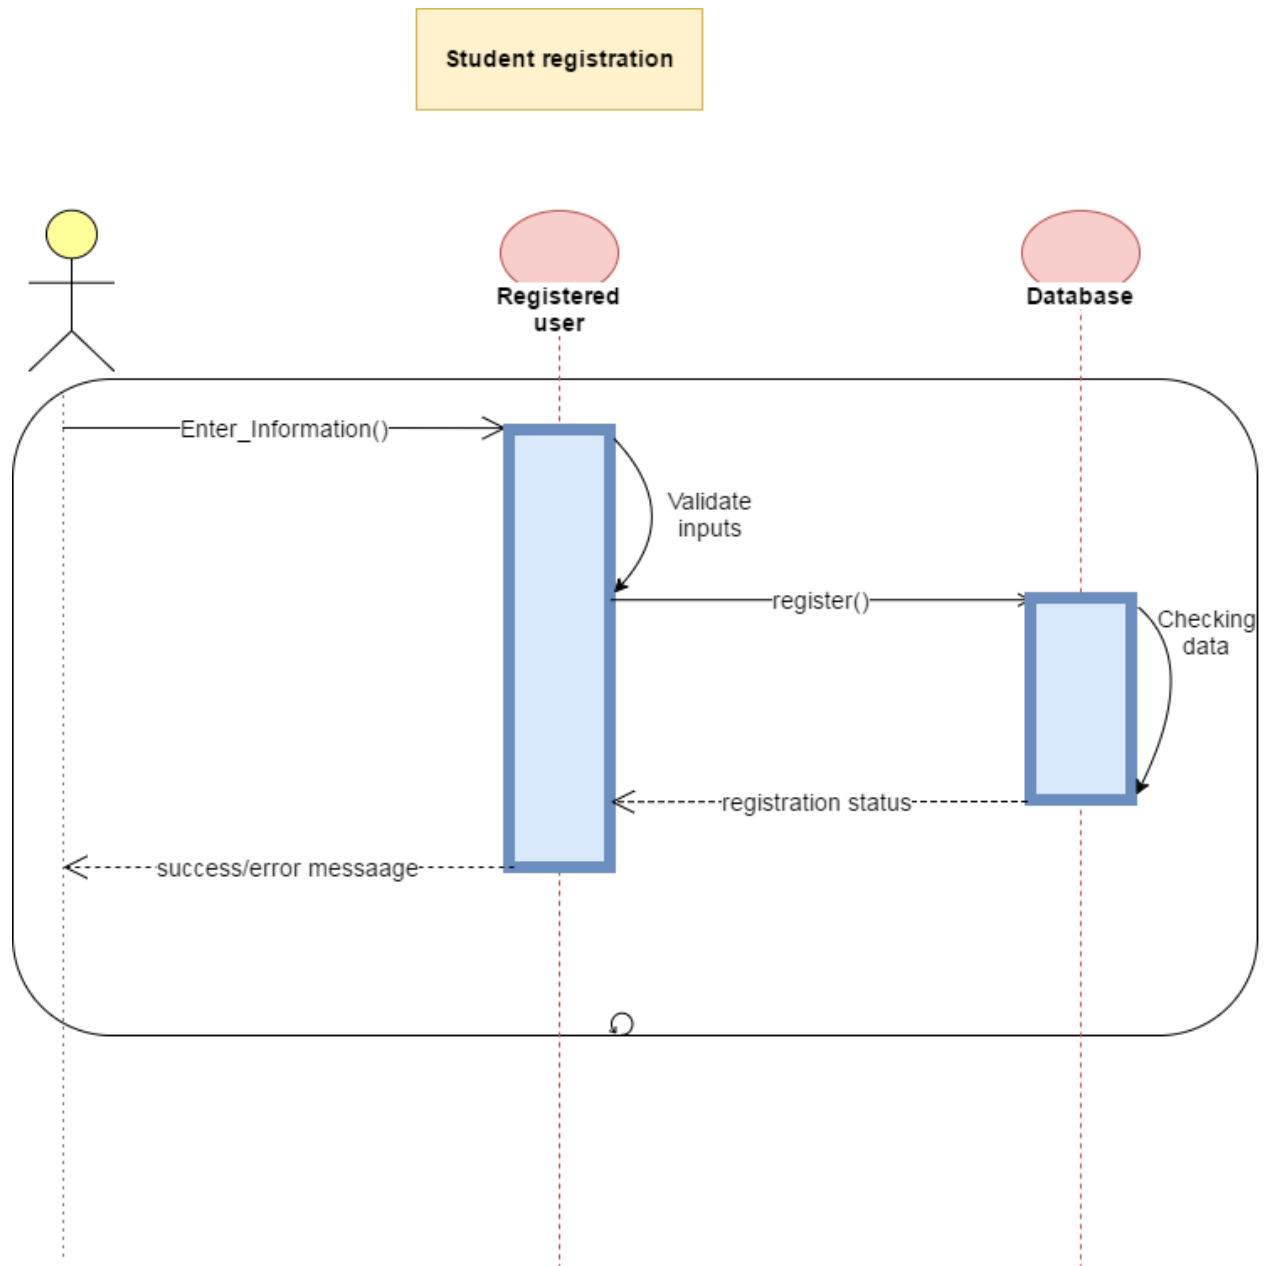 Student registration
Registered
user
Database
Enter_Information()
Validate
inputs
register()
Checking
data
registration status
success/error messaage